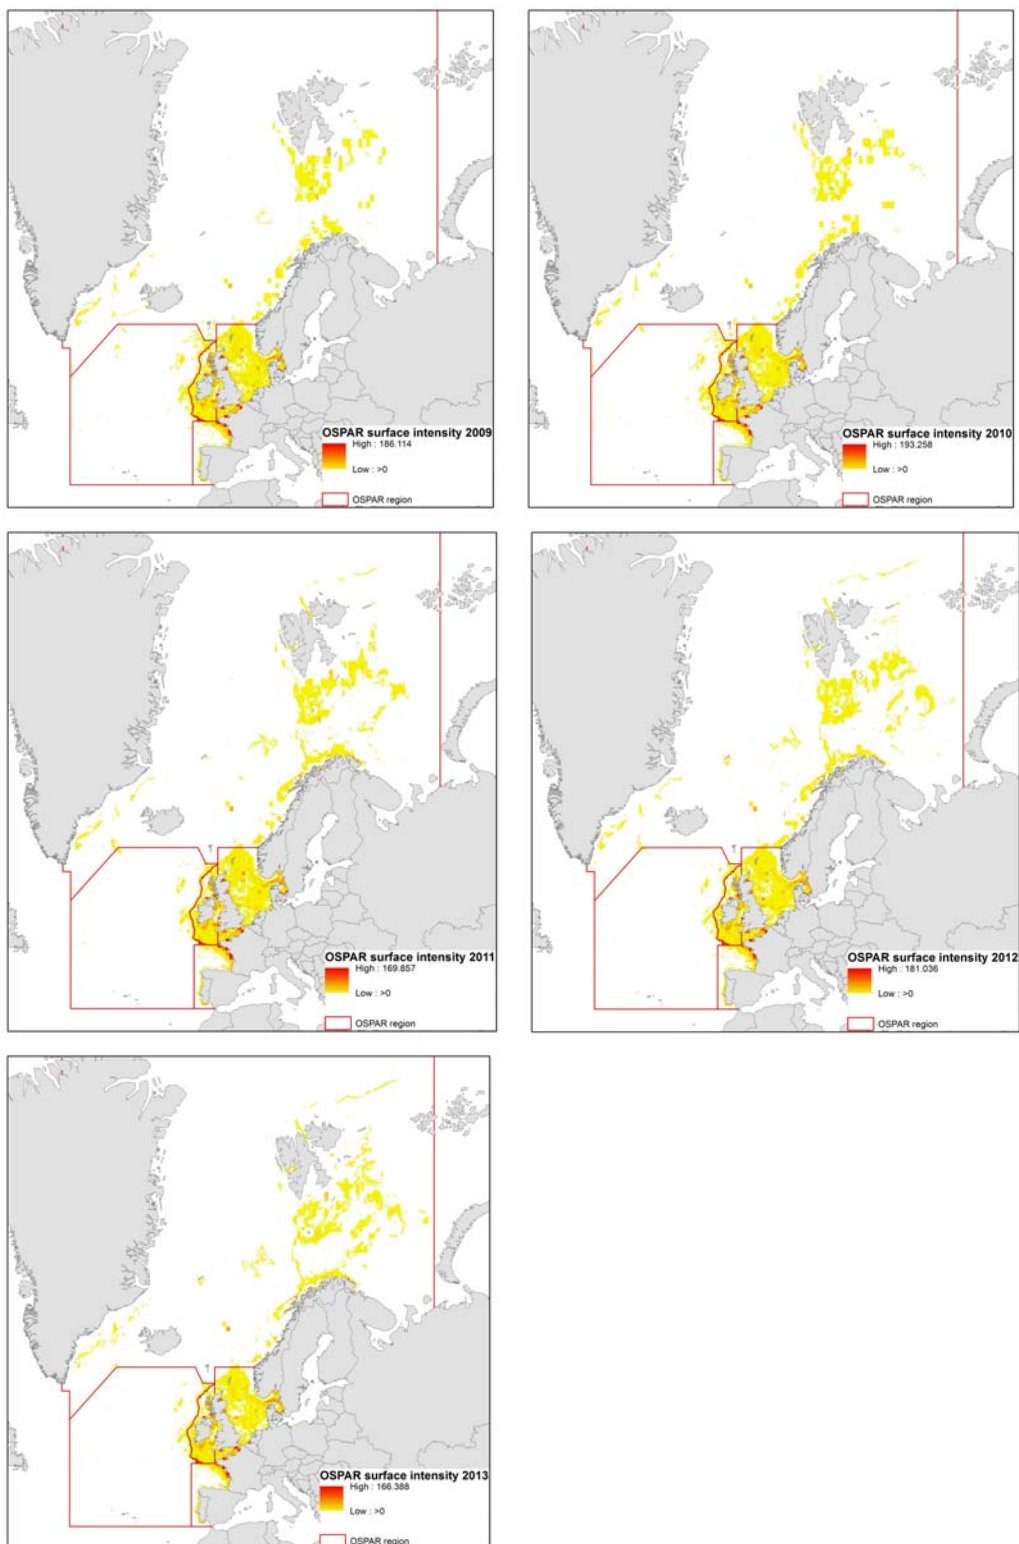 OSPAR surface intensity 2009
High : 186.114
Low : >0
OSPAR region
OSPAR surface intensity 2010
High : 193.258
Low : >0
OSPAR region
OSPAR surface intensity 2011
High : 169.857
Low : >0
OSPAR region
OSPAR surface intensity 2012
High : 181.036
Low : >0
OSPAR region
OSPAR surface intensity 2013
High : 166.388
Low : >0
OSPAR region